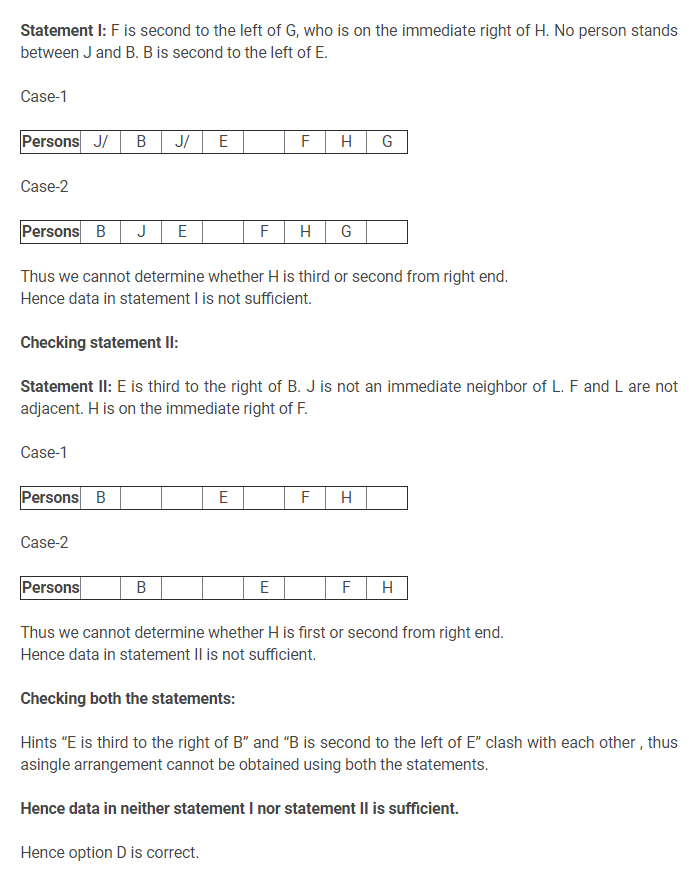 Statement I: F is second to the left of G, who is on the immediate right of H. No person stands
between J and B. B is second to the left of E.
Case-1
Persons J/ B J/ E F H G
Case-2
Persons B J E F H G
Thus we cannot determine whether H is third or second from right end.
Hence data in statement I is not sufficient.
Checking statement II:
Statement II: E is third to the right of B. J is not an immediate neighbor of L. F and L are not
adjacent. H is on the immediate right of F.
Case-1
Persons B E F H
Case-2
Persons B E F H
Thus we cannot determine whether H is first or second from right end.
Hence data in statement II is not sufficient.
Checking both the statements:
Hints “E is third to the right of B” and “B is second to the left of E” clash with each other , thus
asingle arrangement cannot be obtained using both the statements.
Hence data in neither statement I nor statement II is sufficient.
Hence option D is correct.